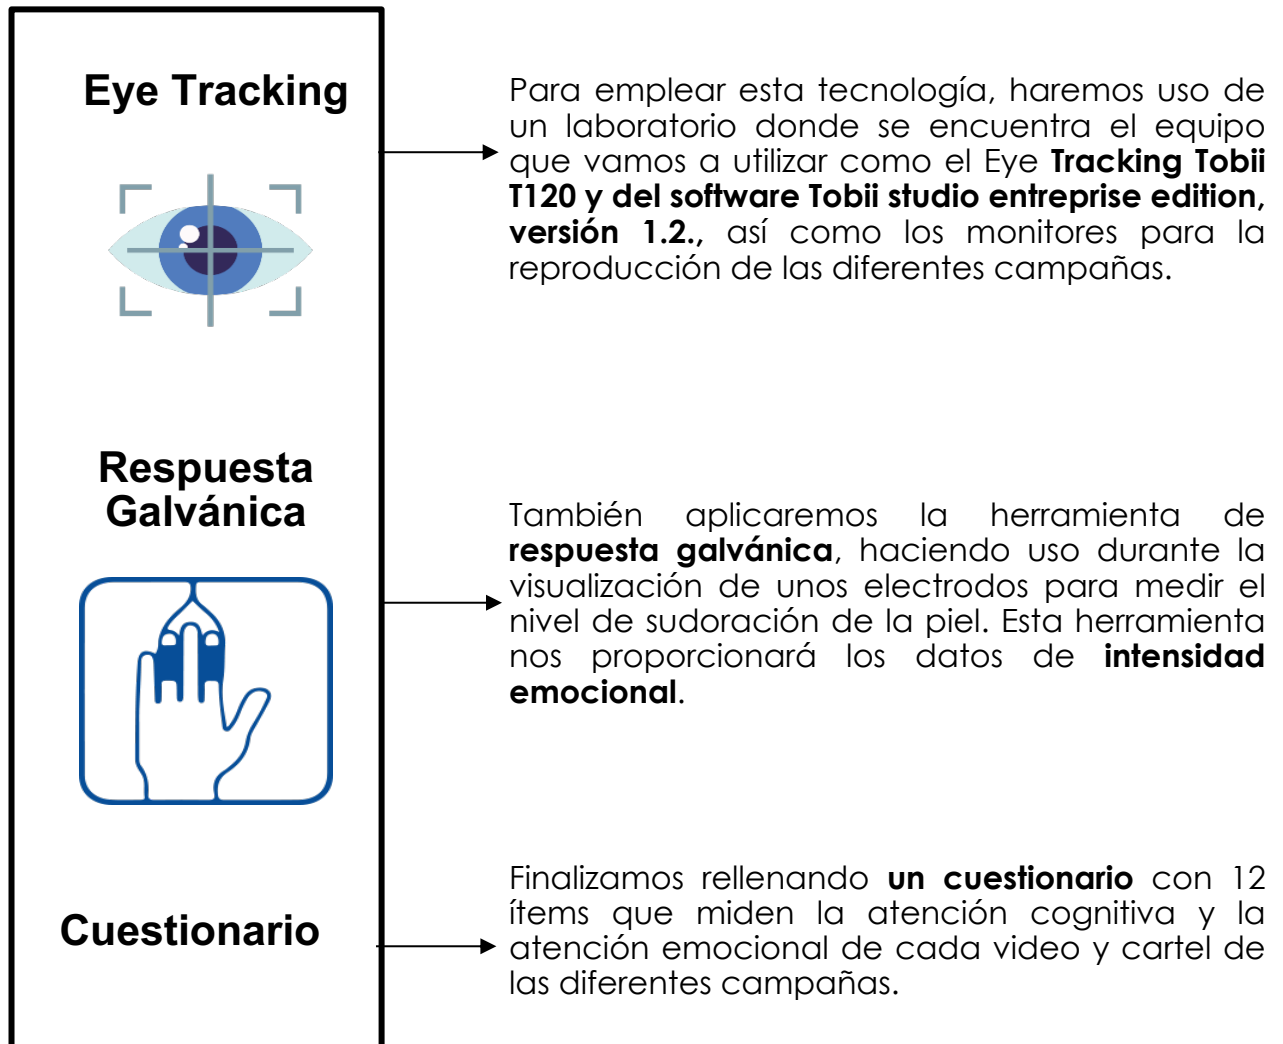 Eye Tracking
Para emplear esta tecnología, haremos uso de
un laboratorio donde se encuentra el equipo
que vamos a utilizar como el Eye Tracking Tobii
T120 y del software Tobii studio entreprise edition,
versión 1.2., así como los monitores para la
reproducción de las diferentes campañas.
Respuesta
Galvánica
También aplicaremos la herramienta de
respuesta galvánica, haciendo uso durante la
visualización de unos electrodos para medir el
nivel de sudoración de la piel. Esta herramienta
nos proporcionará los datos de intensidad
emocional.
Cuestionario
Finalizamos rellenando un cuestionario con 12
ítems que miden la atención cognitiva y la
atención emocional de cada video y cartel de
las diferentes campañas.